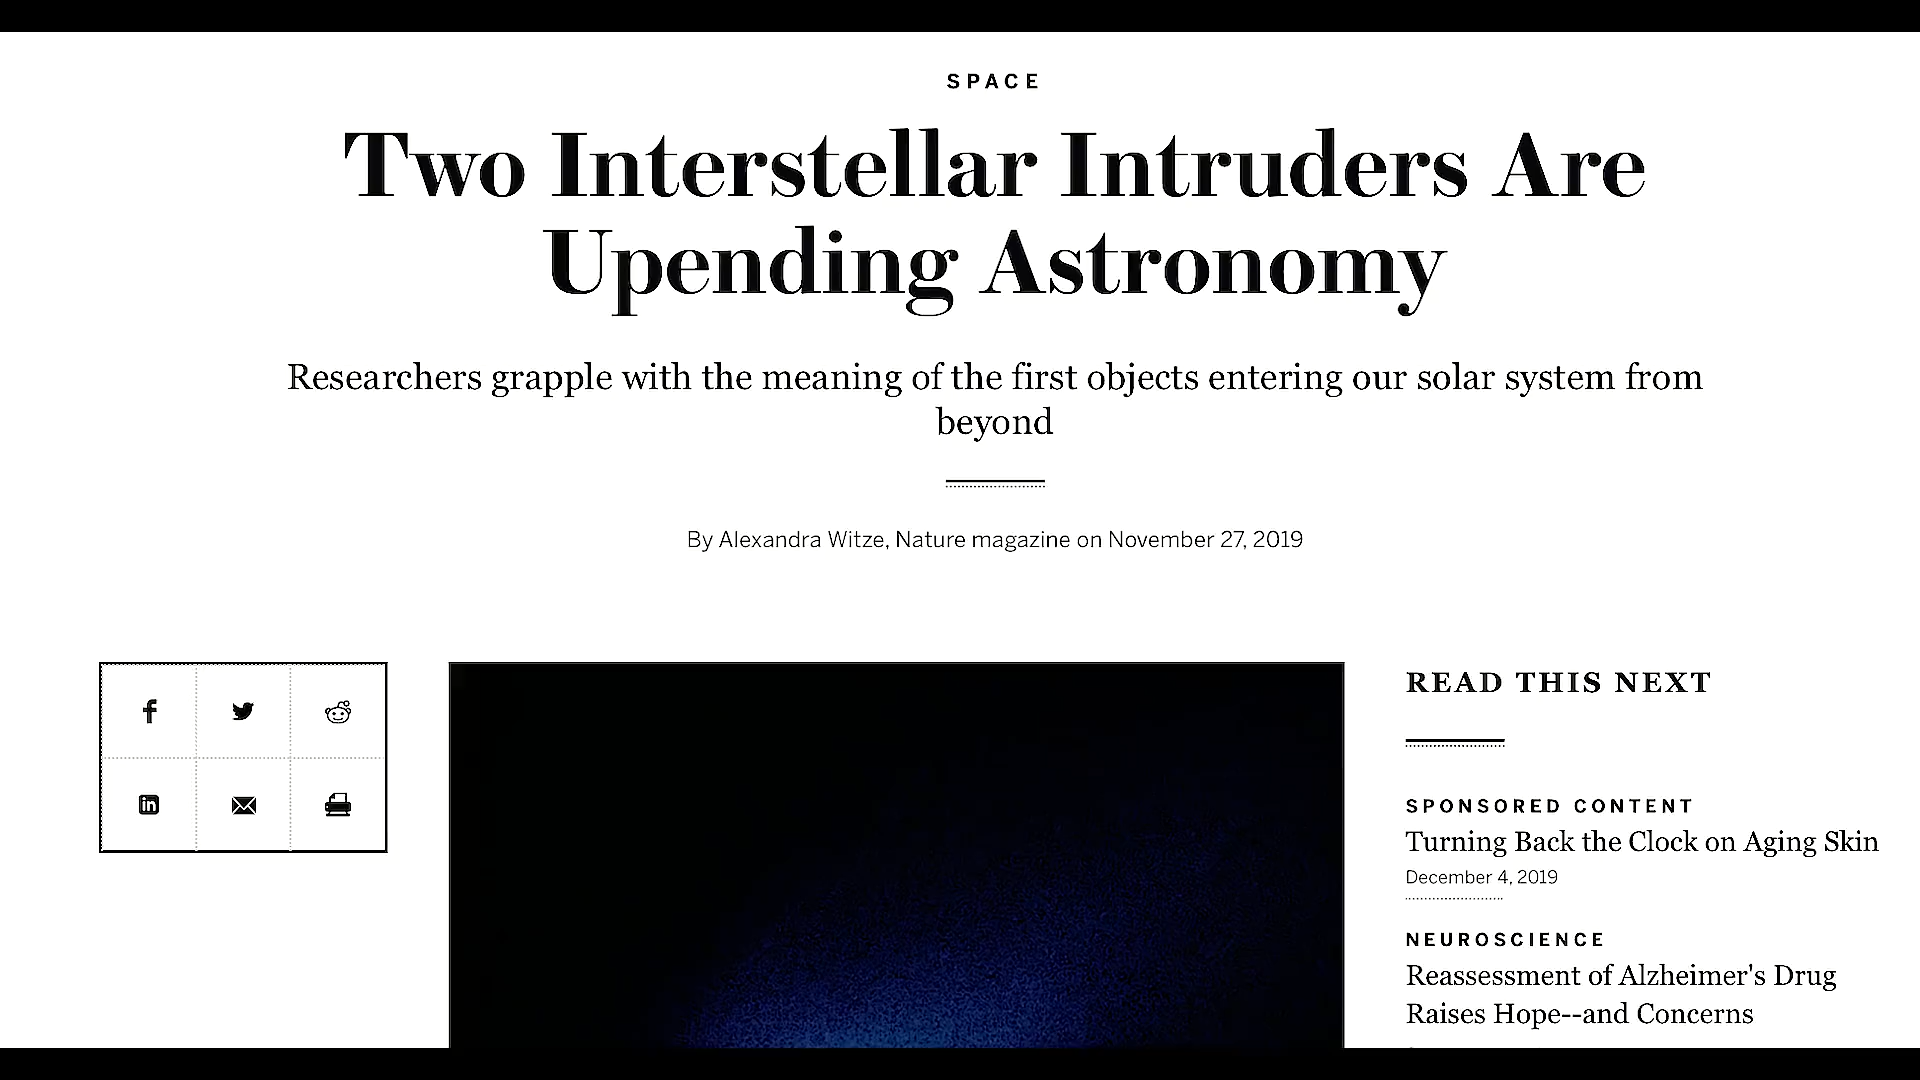 SPACE
Two Interstellar Intruders Are
Upending Astronomy
Researchers grapple with the meaning of the first objects entering our solar system from
beyond
By Alexandra Witze, Nature magazine on November 27, 2019
READ THIS NEXT
SPONSORED CONTENT
Turning Back the Clock on Aging Skin
December 4, 2019
NEUROSCIENCE
Reassessment of Alzheimer's Drug
Raises Hope--and Concerns